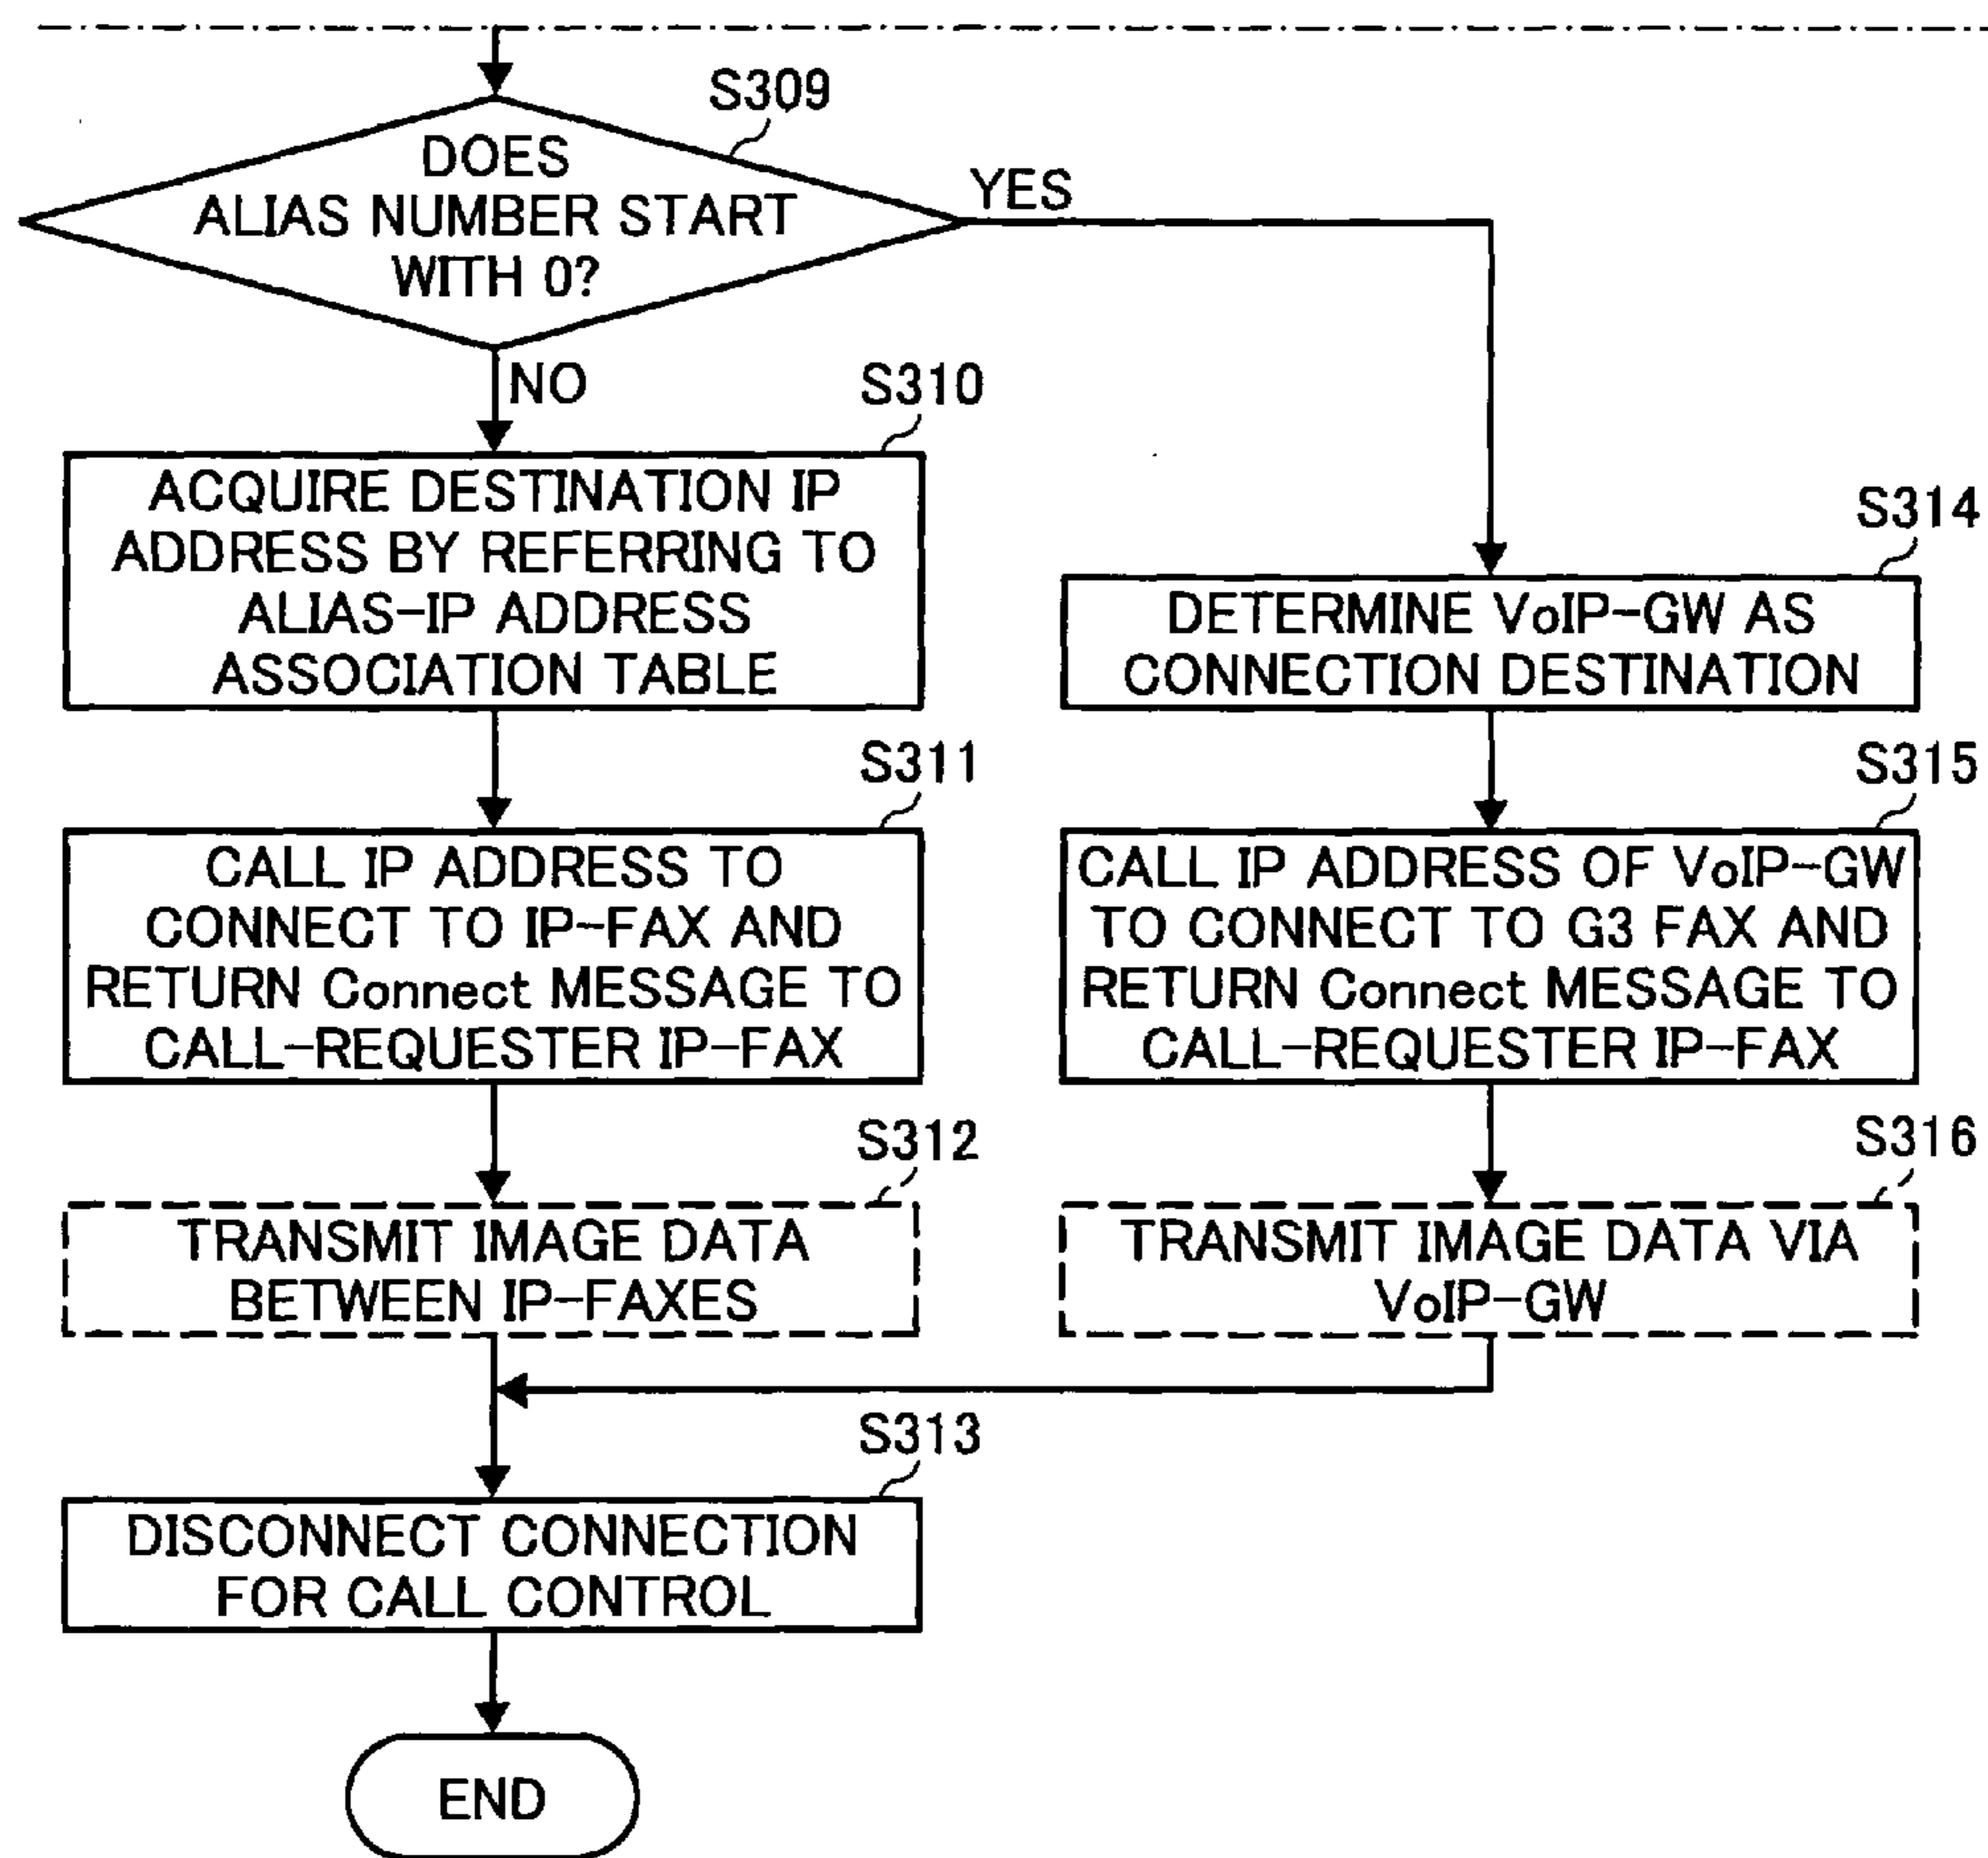 S309
DOES
ALIAS NUMBER START
WITH 0?
YES
NO
S310
ACQUIRE DESTINATION IP
ADDRESS BY REFERRING TO
ALIAS-IP ADDRESS
ASSOCIATION TABLE
S311
CALL IP ADDRESS TO
CONNECT TO IP-FAX AND
RETURN Connect MESSAGE TO
CALL-REQUESTER IP-FAX
S312
TRANSMIT IMAGE DATA
BETWEEN IP-FAXES
S314
DETERMINE VoIP-GW AS
CONNECTION DESTINATION
S315
CALL IP ADDRESS OF VoIP-GW
TO CONNECT TO G3 FAX AND
RETURN Connect MESSAGE TO
CALL-REQUESTER IP-FAX
S316
TRANSMIT IMAGE DATA VIA
VoIP-GW
S313
DISCONNECT CONNECTION
FOR CALL CONTROL
END